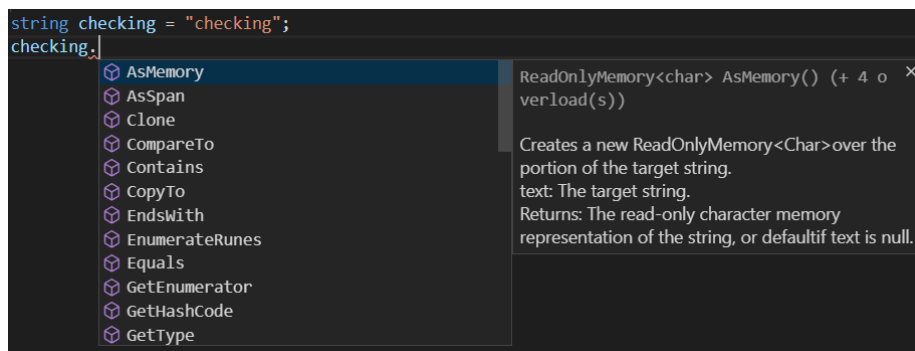 string checking = "checking";
checking.
AsMemory
AsSpan
Clone
CompareTo
Contains
CopyTo
EndsWith
EnumerateRunes
Equals
GetEnumerator
GetHashCode
GetType
ReadOnlyMemory<char> AsMemory() (+ 4 o
verload(s))
Creates a new ReadOnlyMemory<Char>over the
portion of the target string.
text: The target string.
Returns: The read-only character memory
representation of the string, or defaultif text is null.